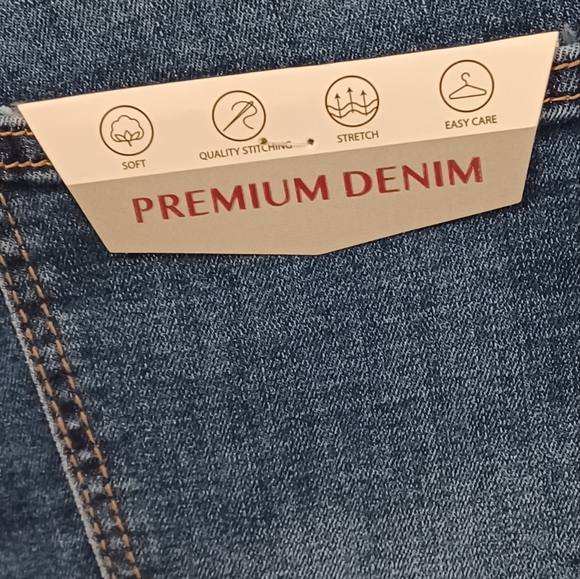 SOFT
QUALITY STITCHING
STRETCH
EASY CARE
PREMIUM DENIM